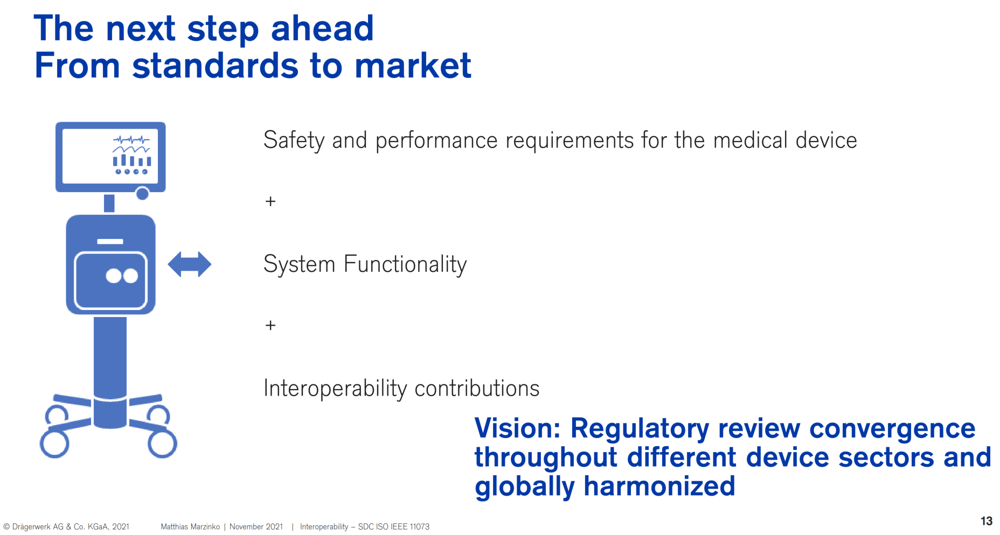 The next step ahead
From standards to market
Safety and performance requirements for the medical device
+
System Functionality
+
Interoperability contributions
Vision: Regulatory review convergence
throughout different device sectors and
globally harmonized
© Drägerwerk AG & Co. KGaA, 2021 Matthias Marzinko | November 2021 | Interoperability – SDC ISO IEEE 11073
13